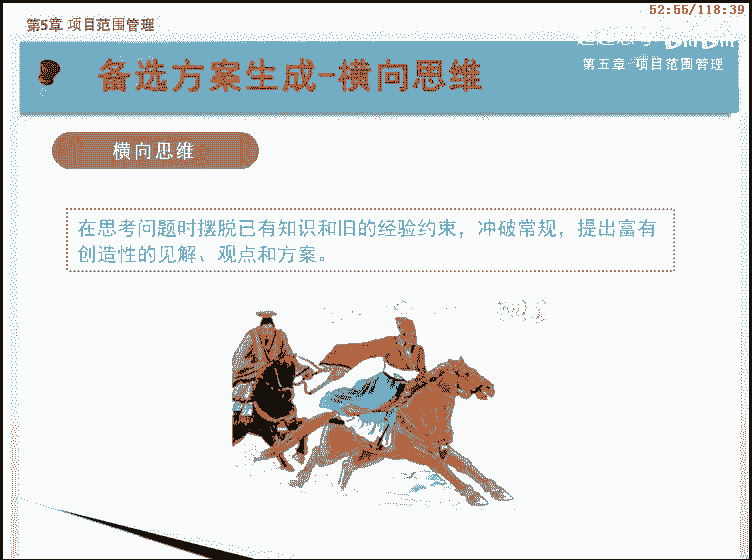 52:55/118:39
第5章 项目范围管理
第五章 项目范围管理
备选方案生成-横向思维
横向思维
在思考问题时摆脱已有知识和旧的经验约束，冲破常规，提出富有
创造性的见解、观点和方案。